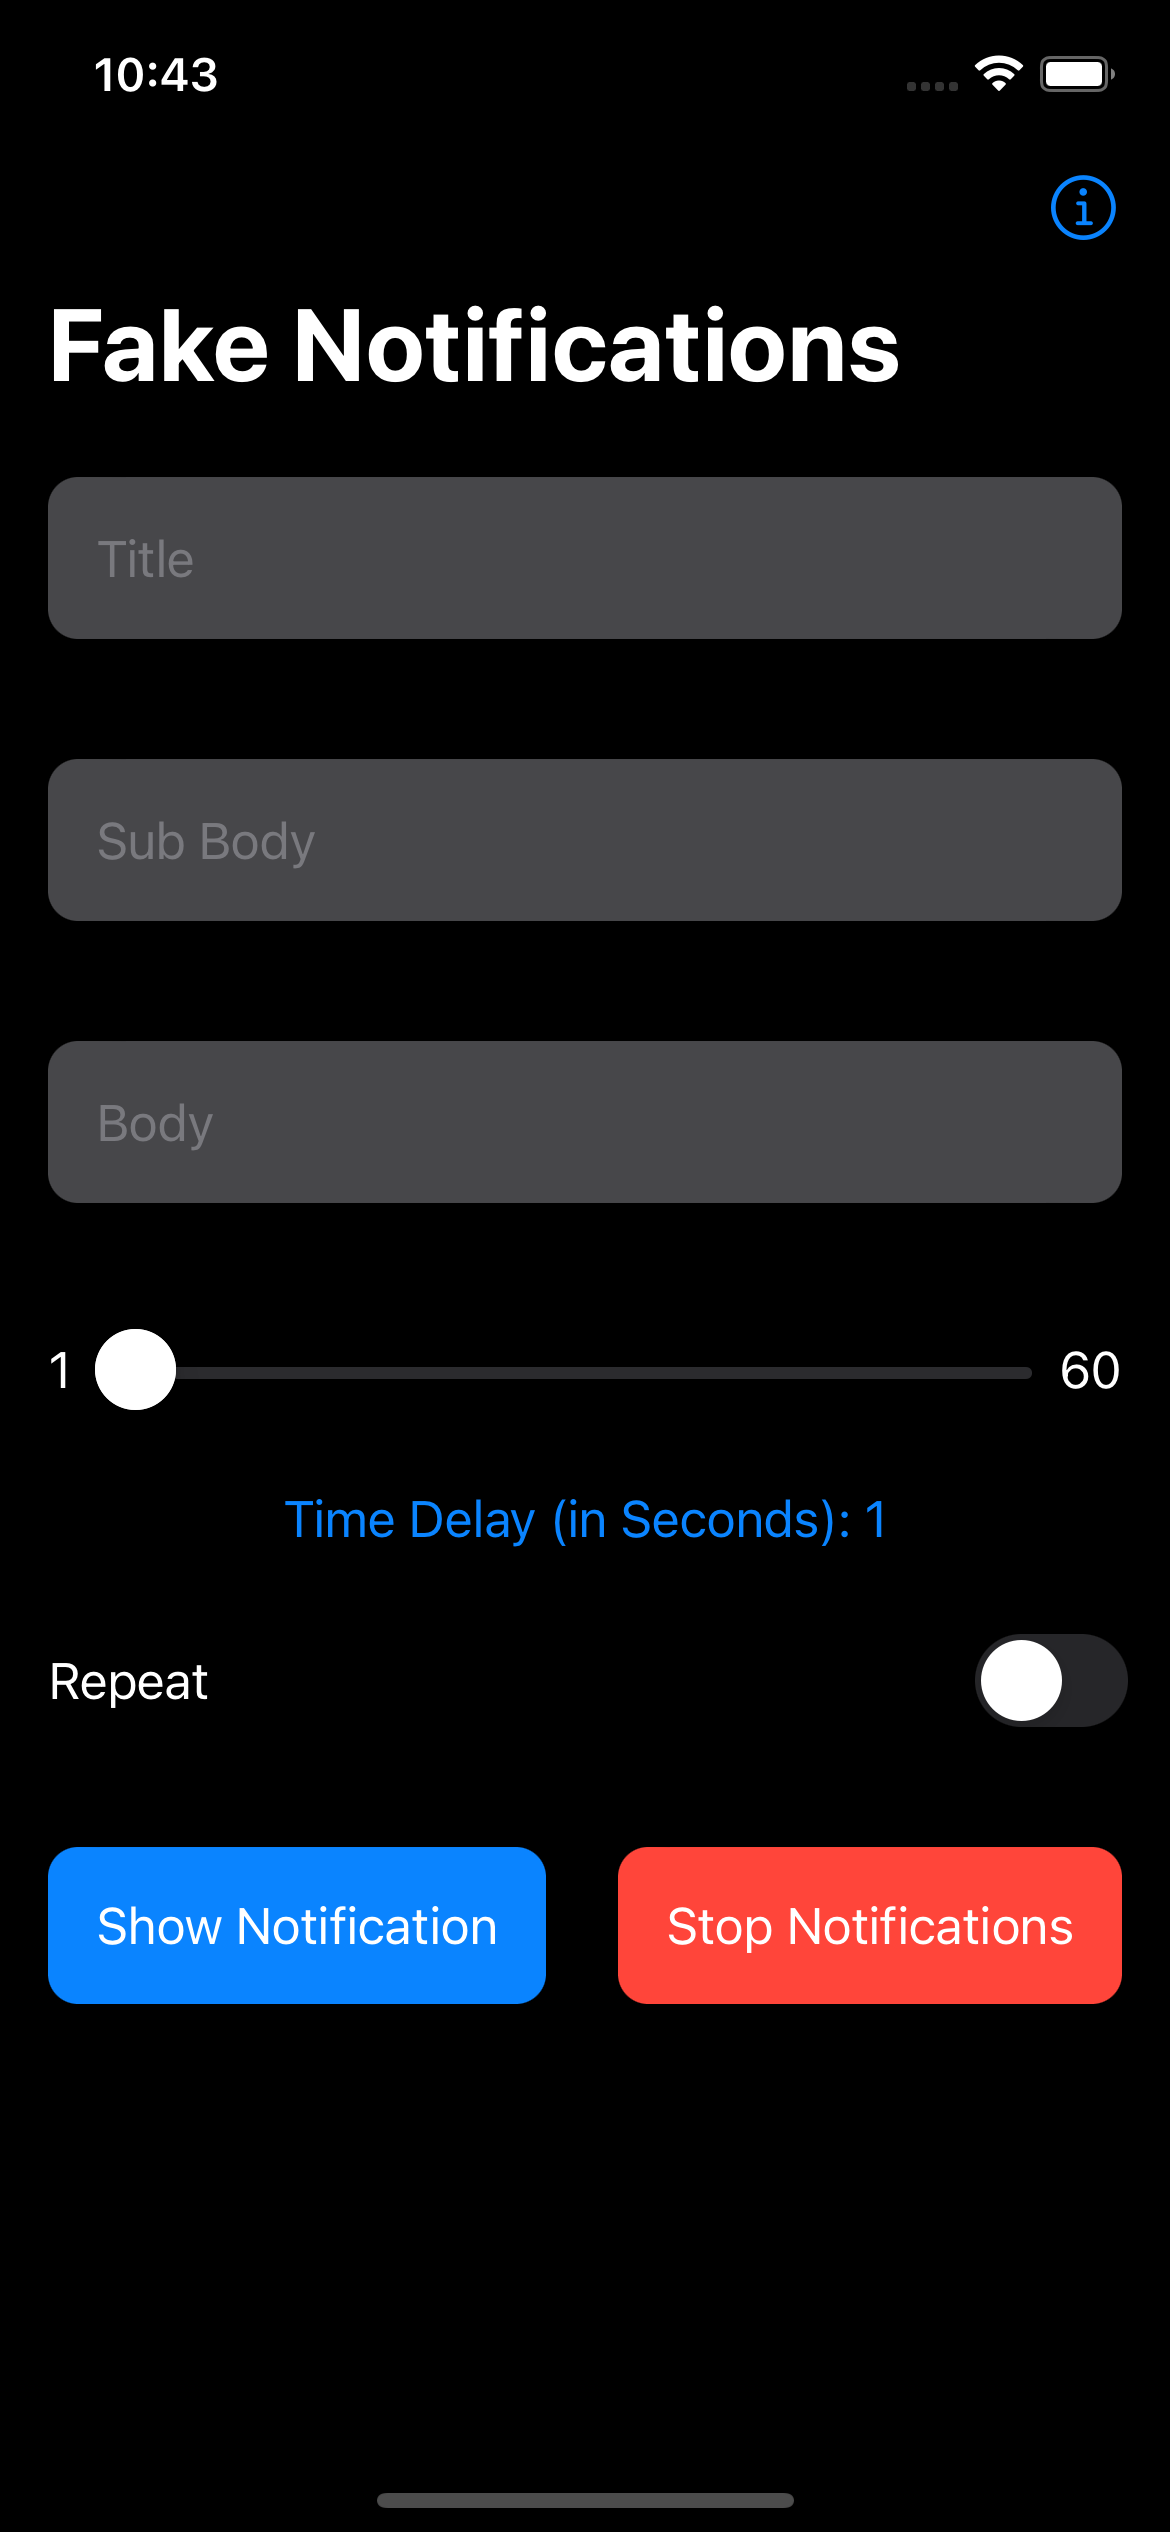 10:43
Fake Notifications
Title
Sub Body
Body
1 60
Time Delay (in Seconds): 1
Repeat
Show Notification Stop Notifications